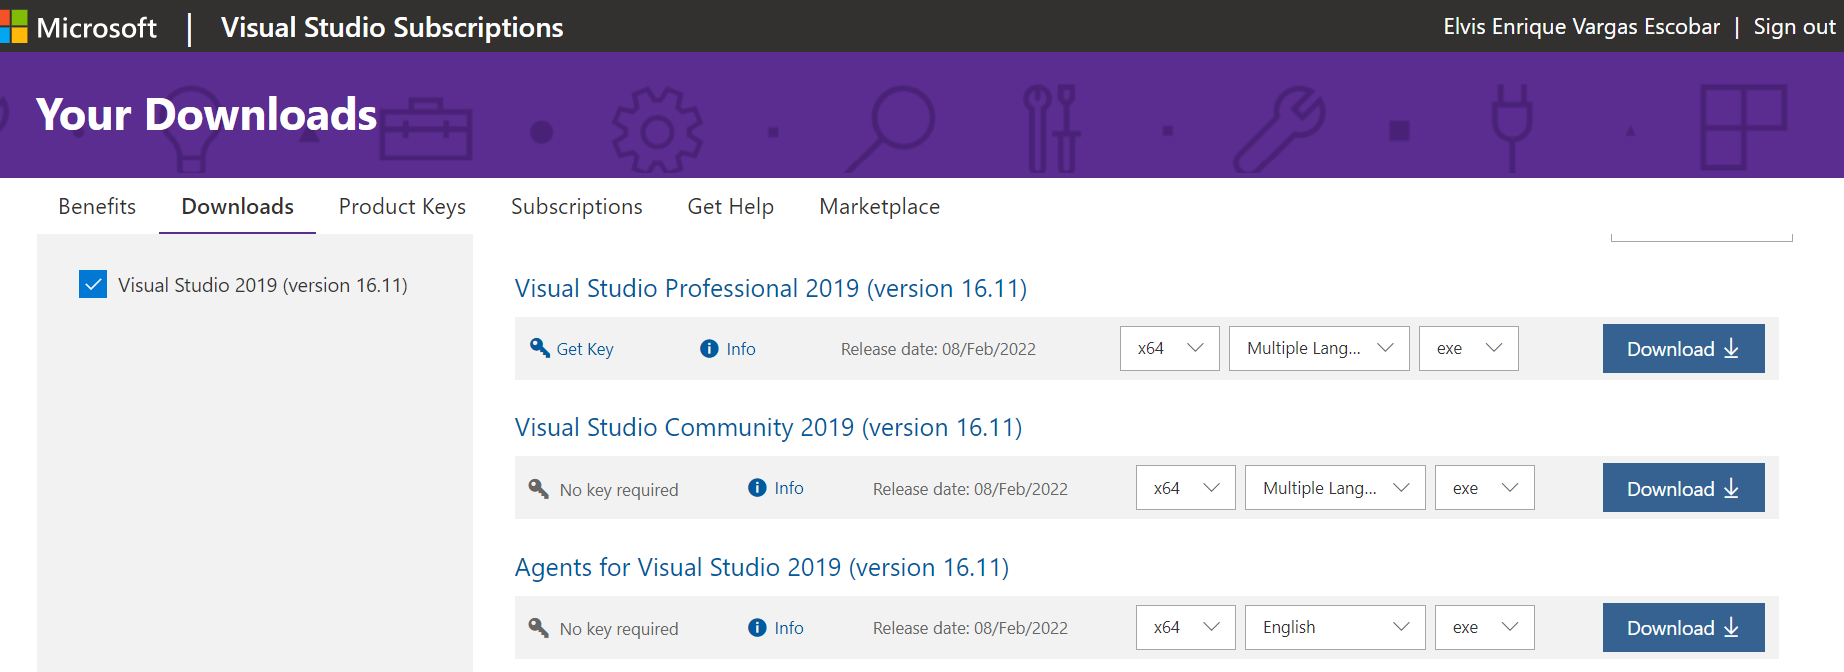 Microsoft | Visual Studio Subscriptions Elvis Enrique Vargas Escobar | Sign out
Your Downloads
Benefits Downloads Product Keys Subscriptions Get Help Marketplace
Visual Studio 2019 (version 16.11)
Visual Studio Professional 2019 (version 16.11)
Get Key Info Release date: 08/Feb/2022 x64 Multiple Lang... exe Download
Visual Studio Community 2019 (version 16.11)
No key required Info Release date: 08/Feb/2022 x64 Multiple Lang... exe Download
Agents for Visual Studio 2019 (version 16.11)
No key required Info Release date: 08/Feb/2022 x64 English exe Download